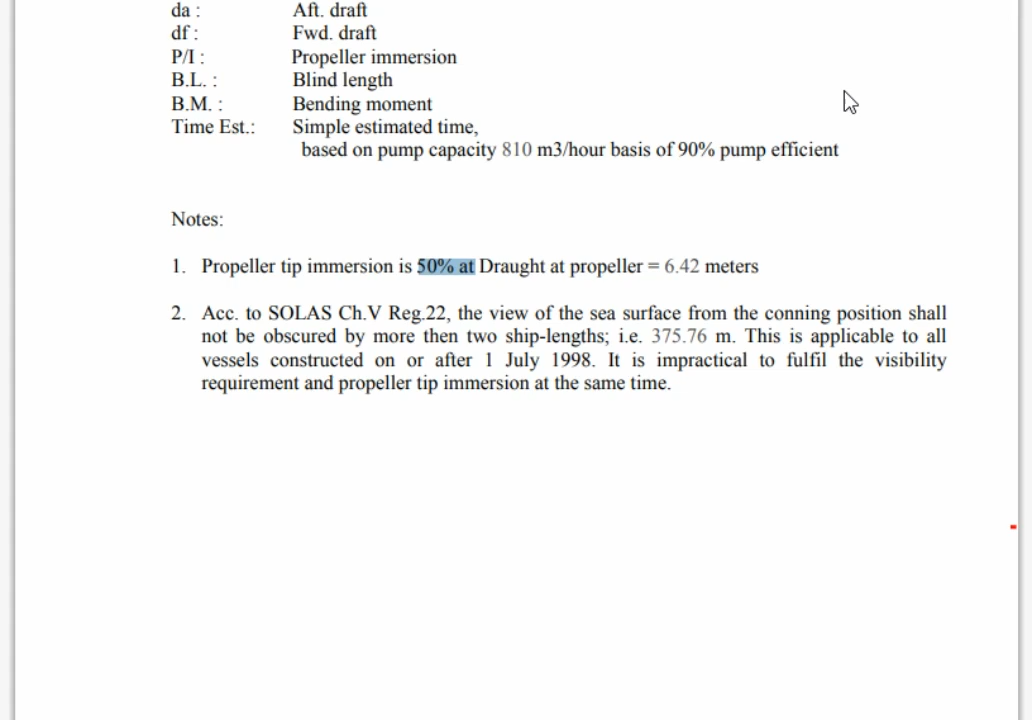 da : Aft. draft
df : Fwd. draft
P/I : Propeller immersion
B.L. : Blind length
B.M. : Bending moment
Time Est.: Simple estimated time,
based on pump capacity 810 m3/hour basis of 90% pump efficient
Notes:
1. Propeller tip immersion is 50% at Draught at propeller = 6.42 meters
2. Acc. to SOLAS Ch.V Reg.22, the view of the sea surface from the conning position shall
not be obscured by more then two ship-lengths; i.e. 375.76 m. This is applicable to all
vessels constructed on or after 1 July 1998. It is impractical to fulfil the visibility
requirement and propeller tip immersion at the same time.